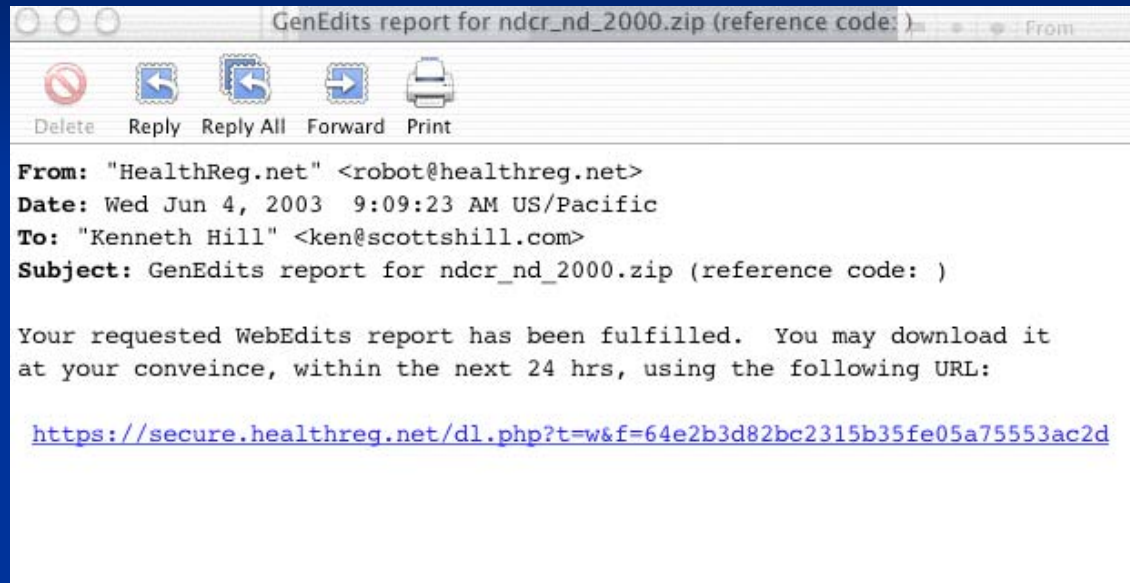 GenEdits report for ndcr_nd_2000.zip (reference code: )
From
Delete Reply Reply All Forward Print
From: "HealthReg.net" <robot@healthreg.net>
Date: Wed Jun 4, 2003 9:09:23 AM US/Pacific
To: "Kenneth Hill" <ken@scottshill.com>
Subject: GenEdits report for ndcr_nd_2000.zip (reference code: )
Your requested WebEdits report has been fulfilled. You may download it
at your conveince, within the next 24 hrs, using the following URL:
https://secure.healthreg.net/dl.php?t=w&f=64e2b3d82bc2315b35fe05a75553ac2d